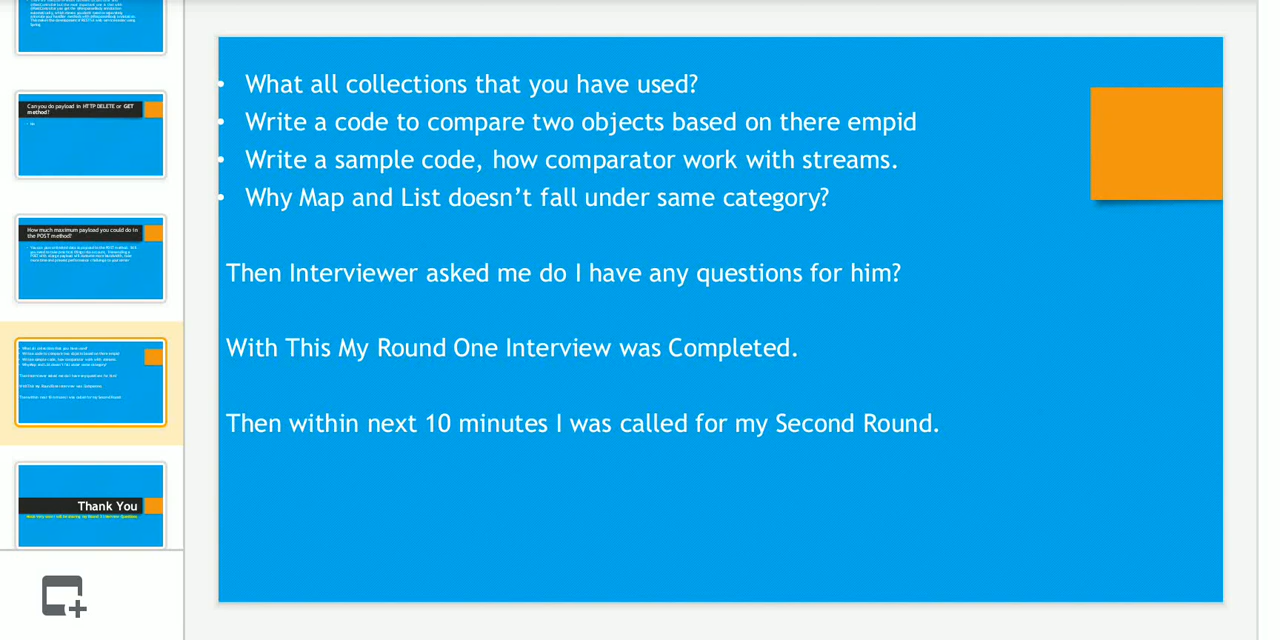 Can you do payload in HTTP DELETE or GET
method?
• No
How much maximum payload you could do in
the POST method?
Thank You
• What all collections that you have used?
• Write a code to compare two objects based on there empid
• Write a sample code, how comparator work with streams.
• Why Map and List doesn’t fall under same category?
Then Interviewer asked me do I have any questions for him?
With This My Round One Interview was Completed.
Then within next 10 minutes I was called for my Second Round.